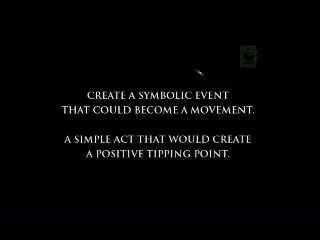 CREATE A SYMBOLIC EVENT
THAT COULD BECOME A MOVEMENT.
A SIMPLE ACT THAT WOULD CREATE
A POSITIVE TIPPING POINT.